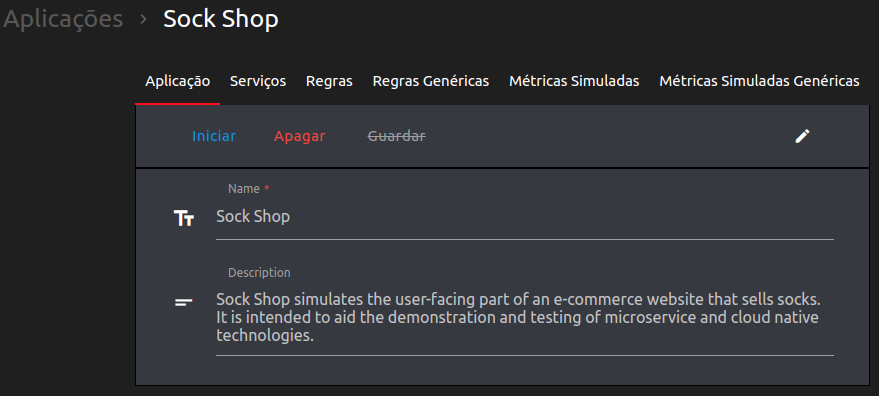 Aplicações › Sock Shop
Aplicação Serviços Regras Regras Genéricas Métricas Simuladas Métricas Simuladas Genéricas
Iniciar Apagar Guardar
Name *
Sock Shop
Description
Sock Shop simulates the user-facing part of an e-commerce website that sells socks.
It is intended to aid the demonstration and testing of microservice and cloud native
technologies.